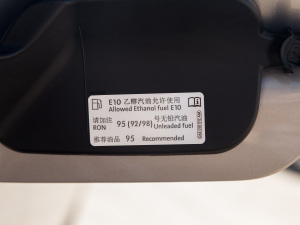 E10 乙醇汽油允许使用
Allowed Ethanol fuel E10
请加注 95 (92/98) 号无铅汽油
RON Unleaded fuel
推荐油品 95 Recommended